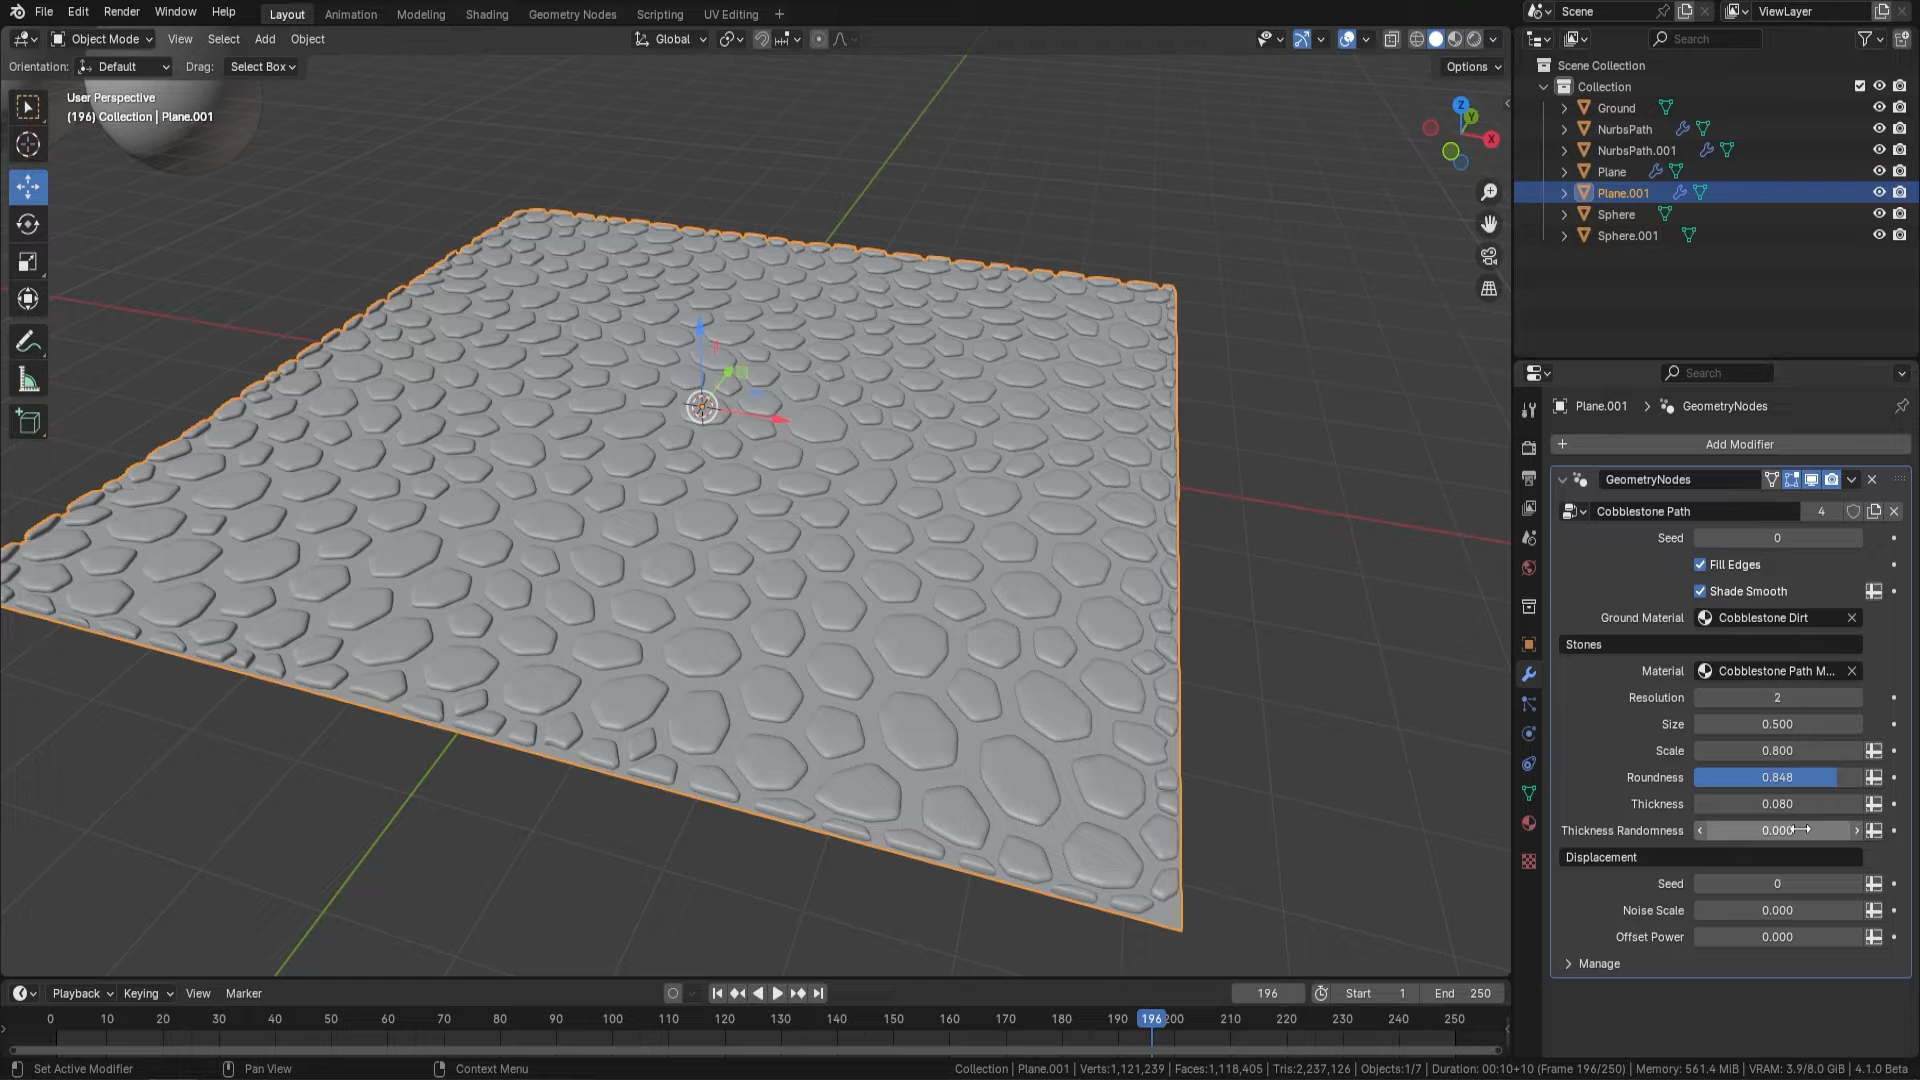 File Edit Render Window Help Layout Animation Modeling Shading Geometry Nodes Scripting UV Editing + Scene ViewLayer
Object Mode View Select Add Object Global Search
Orientation: Default Drag: Select Box Options
User Perspective
(196) Collection | Plane.001
Z
Y
X
Scene Collection
Collection
Ground
NurbsPath
NurbsPath.001
Plane
Plane.001
Sphere
Sphere.001
Search
Plane.001 > GeometryNodes
+ Add Modifier
GeometryNodes
Cobblestone Path 4
Seed 0
Fill Edges
Shade Smooth
Ground Material Cobblestone Dirt
Stones
Material Cobblestone Path M...
Resolution 2
Size 0.500
Scale 0.800
Roundness 0.848
Thickness 0.080
Thickness Randomness 0.000
Displacement
Seed 0
Noise Scale 0.000
Offset Power 0.000
Manage
Playback Keying View Marker 196 Start 1 End 250
0 10 20 30 40 50 60 70 80 90 100 110 120 130 140 150 160 170 180 190 196 200 210 220 230 240 250
Set Active Modifier Pan View Context Menu Collection | Plane.001 | Verts:1,121,239 | Faces:1,118,405 | Tris:2,237,126 | Objects:1/7 | Duration: 00:10+10 (Frame 196/250) | Memory: 561.4 MiB | VRAM: 3.9/8.0 GiB | 4.1.0 Beta